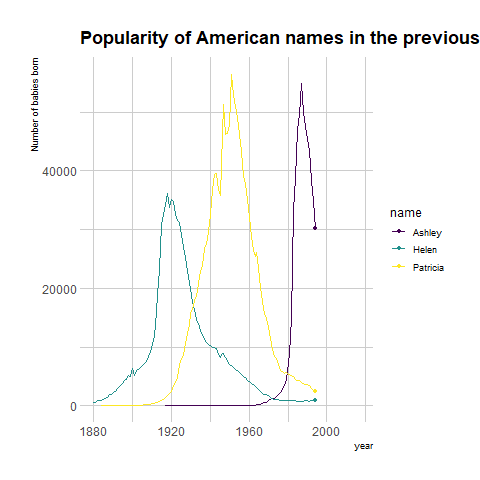 Popularity of American names in the previous
Number of babies born
40000
20000
0
1880
1920
1960
2000
year
name
Ashley
Helen
Patricia